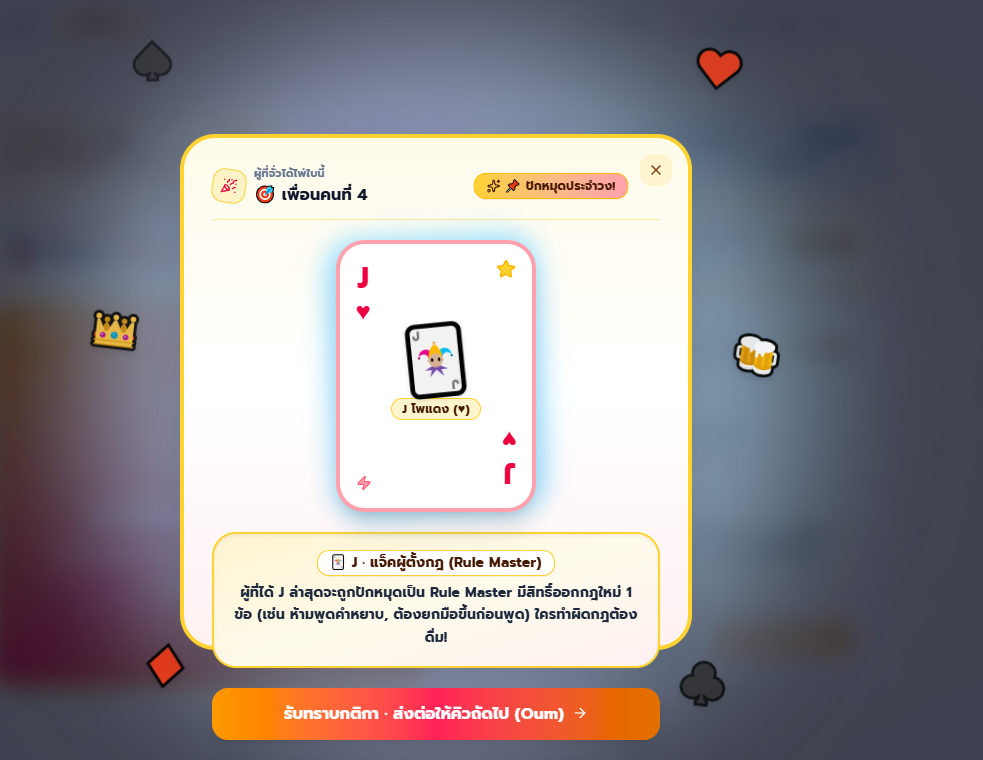 ผู้ที่จั่วได้ไพ่ใบนี้
🎯 เพื่อนคนที่ 4
✨ 📌 ปักหมุดประจำวง!
J
♥
J
J
J โพแดง (♥)
♥
J
🃏 J · แจ็คผู้ตั้งกฎ (Rule Master)
ผู้ที่ได้ J ล่าสุดจะถูกปักหมุดเป็น Rule Master มีสิทธิ์ออกกฎใหม่ 1
ข้อ (เช่น ห้ามพูดคำหยาบ, ต้องยกมือขึ้นก่อนพูด) ใครทำผิดกฎต้อง
ดื่ม!
รับทราบกติกา · ส่งต่อให้คิวถัดไป (Oum) →